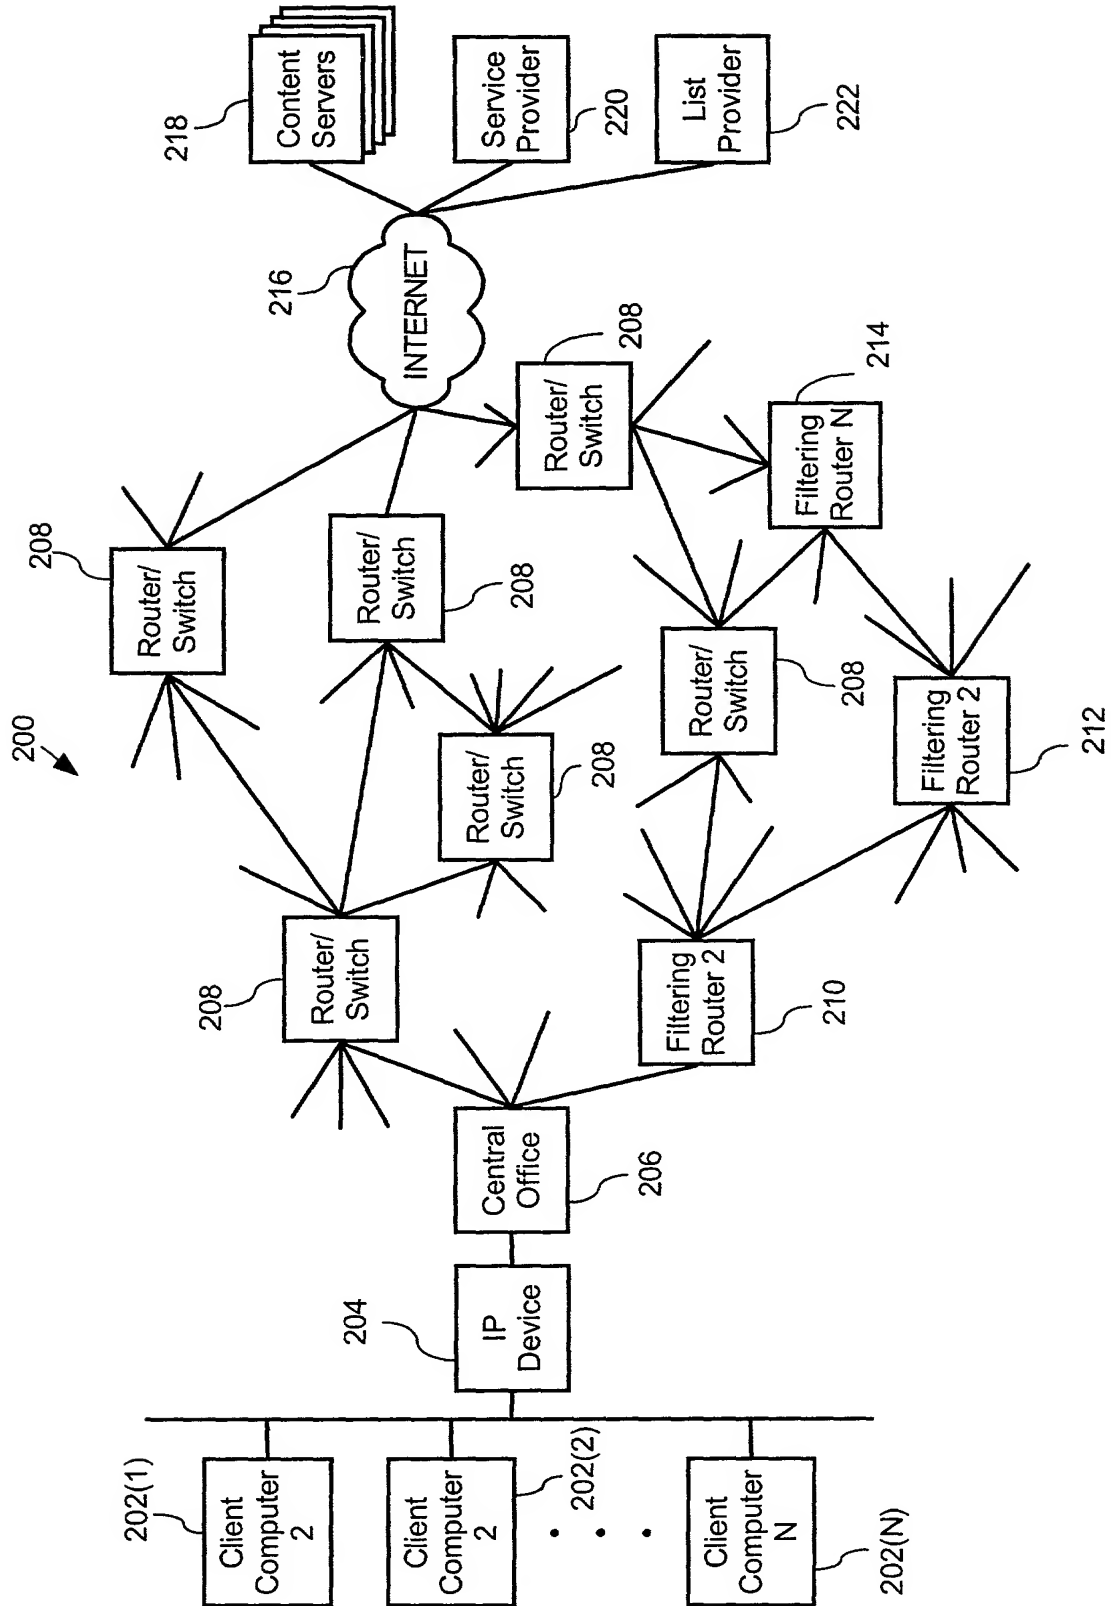 200
202(1)
Client
Computer
2
Client
Computer 2
202(2)
Client
Computer
N
202(N)
204
IP
Device
Central
Office
206
208
Router/
Switch
Filtering
Router 2
210
208
Router/
Switch
Router/
Switch
208
Router/
Switch
208
Router/
Switch
208
Filtering
Router 2
212
Router/
Switch
208
Filtering
Router N
214
216
INTERNET
218
Content
Servers
Service
Provider
220
List
Provider
222